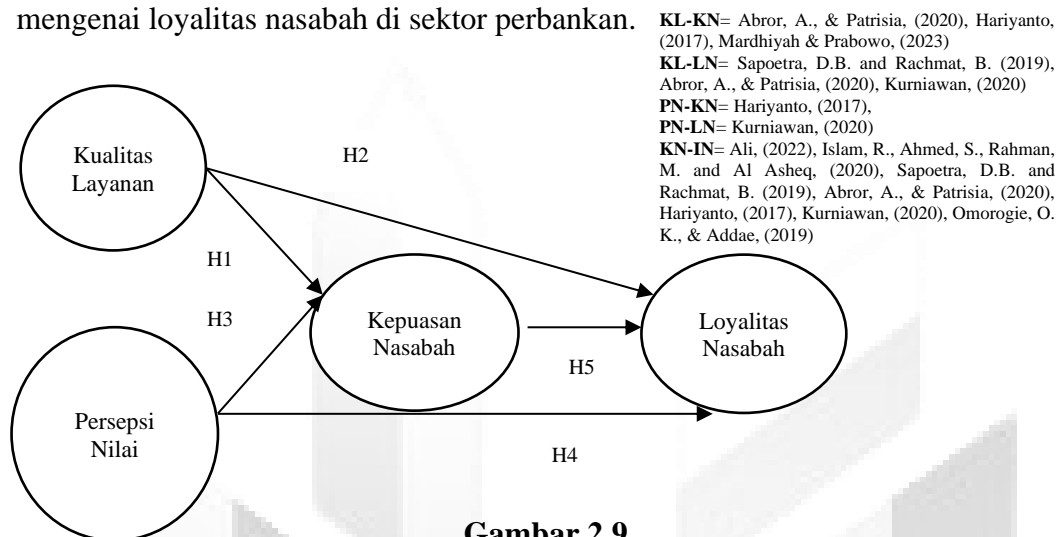 mengenai loyalitas nasabah di sektor perbankan.
KL-KN= Abror, A., & Patrisia, (2020), Hariyanto,
(2017), Mardhiyah & Prabowo, (2023)
KL-LN= Sapoetra, D.B. and Rachmat, B. (2019),
Abror, A., & Patrisia, (2020), Kurniawan, (2020)
PN-KN= Hariyanto, (2017),
PN-LN= Kurniawan, (2020)
KN-IN= Ali, (2022), Islam, R., Ahmed, S., Rahman,
M. and Al Asheq, (2020), Sapoetra, D.B. and
Rachmat, B. (2019), Abror, A., & Patrisia, (2020),
Hariyanto, (2017), Kurniawan, (2020), Omorogie, O.
K., & Addae, (2019)
Kualitas
Layanan
H2
H1
H3
Kepuasan
Nasabah
Loyalitas
Nasabah
H5
Persepsi
Nilai
H4
Gambar 2.9